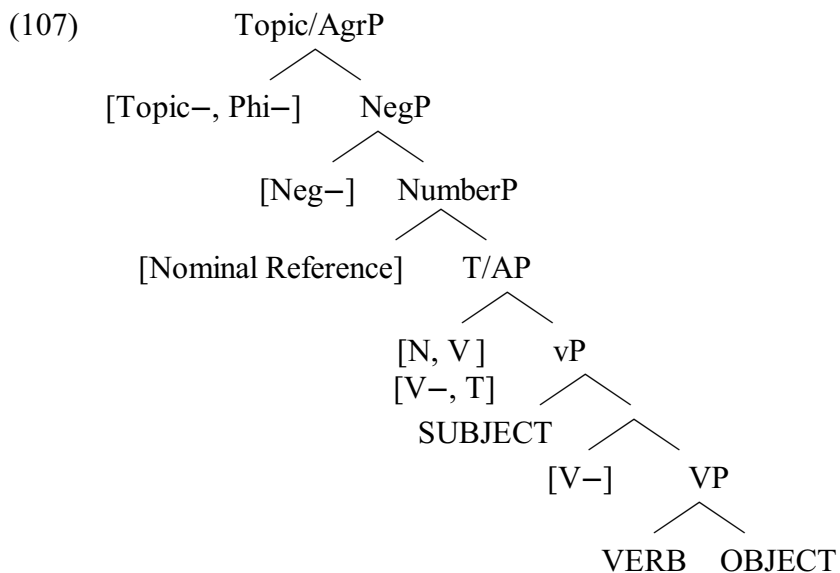 (107) Topic/AgrP
[Topic−, Phi−] NegP
[Neg−] NumberP
[Nominal Reference] T/AP
[N, V] vP
[V−, T]
SUBJECT
[V−] VP
VERB OBJECT